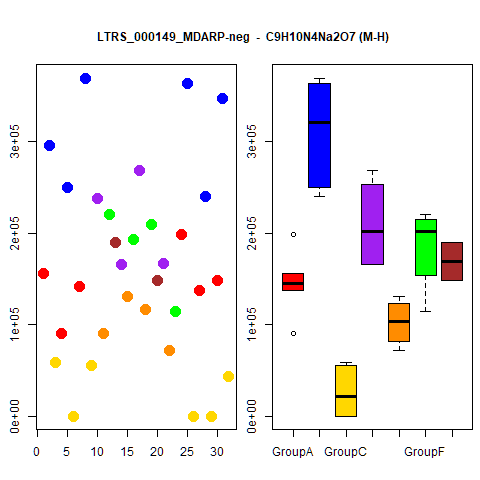 LTRS_000149_MDARP-neg - C9H10N4Na2O7 (M-H)
3e+05
2e+05
1e+05
0e+00
0 5 10 15 20 25 30
3e+05
2e+05
1e+05
0e+00
GroupA GroupC GroupF